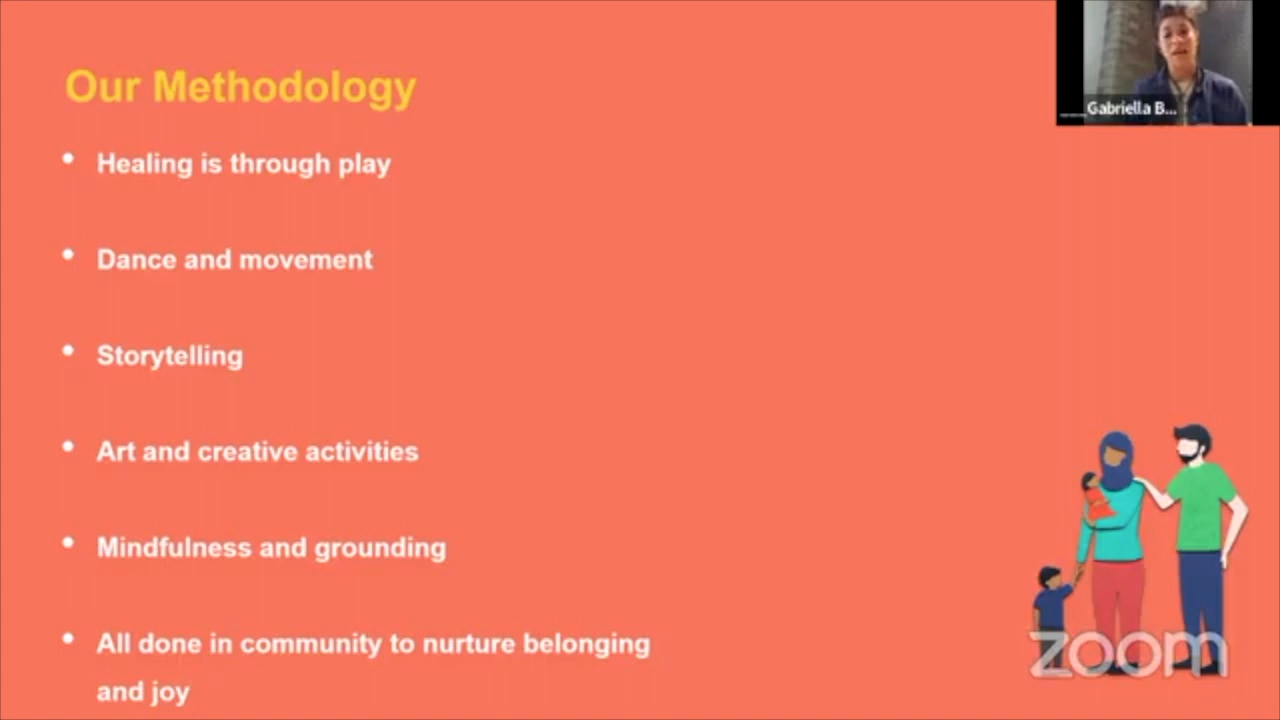 Our Methodology
Gabriella B...
• Healing is through play
• Dance and movement
• Storytelling
• Art and creative activities
• Mindfulness and grounding
• All done in community to nurture belonging
and joy
zoom